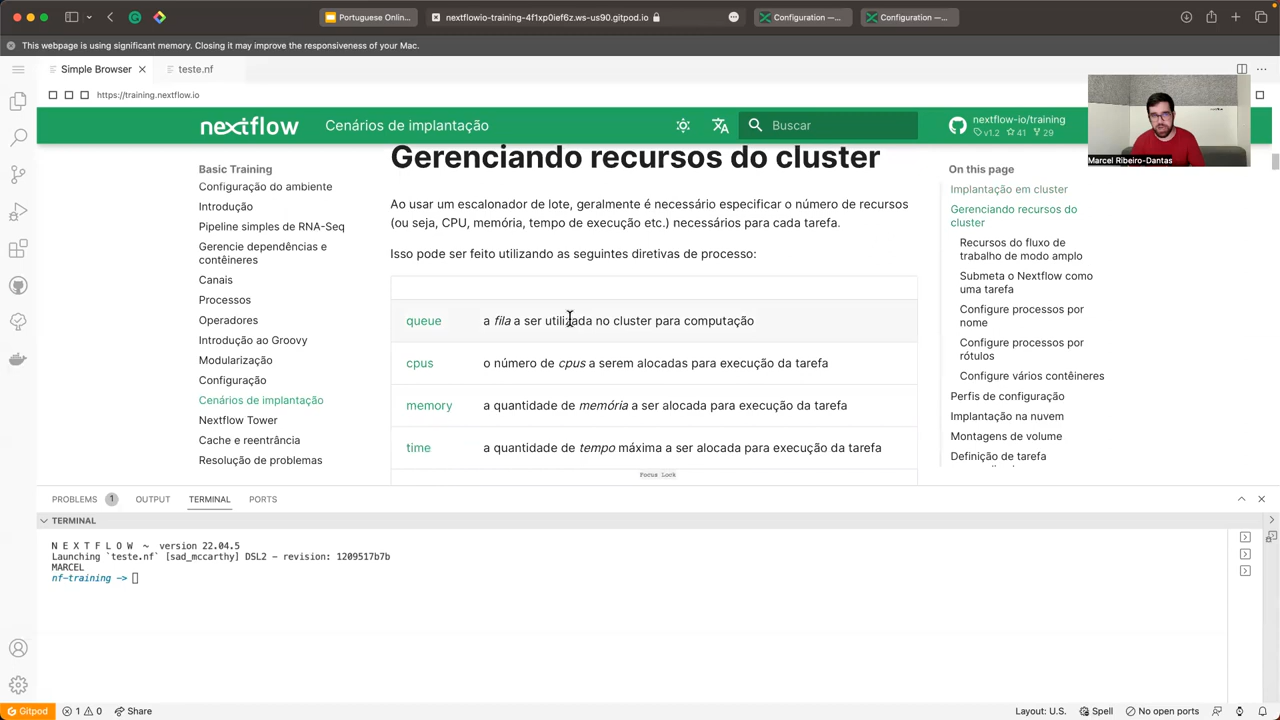 Portuguese Onlin...
nextflowio-training-4f1xp0ief6z.ws-us90.gitpod.io
Configuration —...
Configuration —...
This webpage is using significant memory. Closing it may improve the responsiveness of your Mac.
Simple Browser
teste.nf
https://training.nextflow.io
nextflow
Cenários de implantação
Buscar
nextflow-io/training
v1.2 41 29
Marcel Ribeiro-Dantas
Basic Training
Configuração do ambiente
Introdução
Pipeline simples de RNA-Seq
Gerencie dependências e
contêineres
Canais
Processos
Operadores
Introdução ao Groovy
Modularização
Configuração
Cenários de implantação
Nextflow Tower
Cache e reentrância
Resolução de problemas
Gerenciando recursos do cluster
Ao usar um escalonador de lote, geralmente é necessário especificar o número de recursos
(ou seja, CPU, memória, tempo de execução etc.) necessários para cada tarefa.
Isso pode ser feito utilizando as seguintes diretivas de processo:
queue a fila a ser utilizada no cluster para computação
cpus o número de cpus a serem alocadas para execução da tarefa
memory a quantidade de memória a ser alocada para execução da tarefa
time a quantidade de tempo máxima a ser alocada para execução da tarefa
Focus Lock
On this page
Implantação em cluster
Gerenciando recursos do
cluster
Recursos do fluxo de
trabalho de modo amplo
Submeta o Nextflow como
uma tarefa
Configure processos por
nome
Configure processos por
rótulos
Configure vários contêineres
Perfis de configuração
Implantação na nuvem
Montagens de volume
Definição de tarefa
PROBLEMS 1 OUTPUT TERMINAL PORTS
TERMINAL
N E X T F L O W ~ version 22.04.5
Launching `teste.nf` [sad_mccarthy] DSL2 - revision: 1209517b7b
MARCEL
nf-training ->
Gitpod
1 0
Share
Layout: U.S.
Spell
No open ports